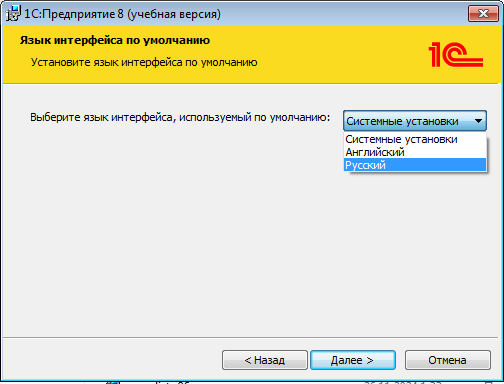 1С:Предприятие 8 (учебная версия)
Язык интерфейса по умолчанию
Установите язык интерфейса по умолчанию
1С
Выберите язык интерфейса, используемый по умолчанию:
Системные установки
Системные установки
Английский
Русский
< Назад
Далее >
Отмена